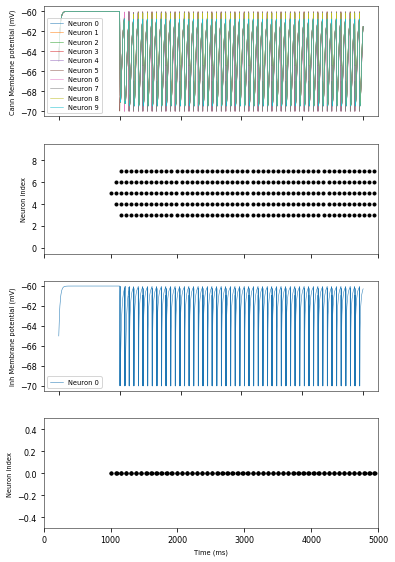 Cann Membrane potential (mV)
−60
−62
−64
−66
−68
−70
Neuron 0
Neuron 1
Neuron 2
Neuron 3
Neuron 4
Neuron 5
Neuron 6
Neuron 7
Neuron 8
Neuron 9
Neuron Index
8
6
4
2
0
Inh Membrane potential (mV)
−60
−62
−64
−66
−68
−70
Neuron 0
Neuron Index
0.4
0.2
0.0
−0.2
−0.4
0 1000 2000 3000 4000 5000
Time (ms)